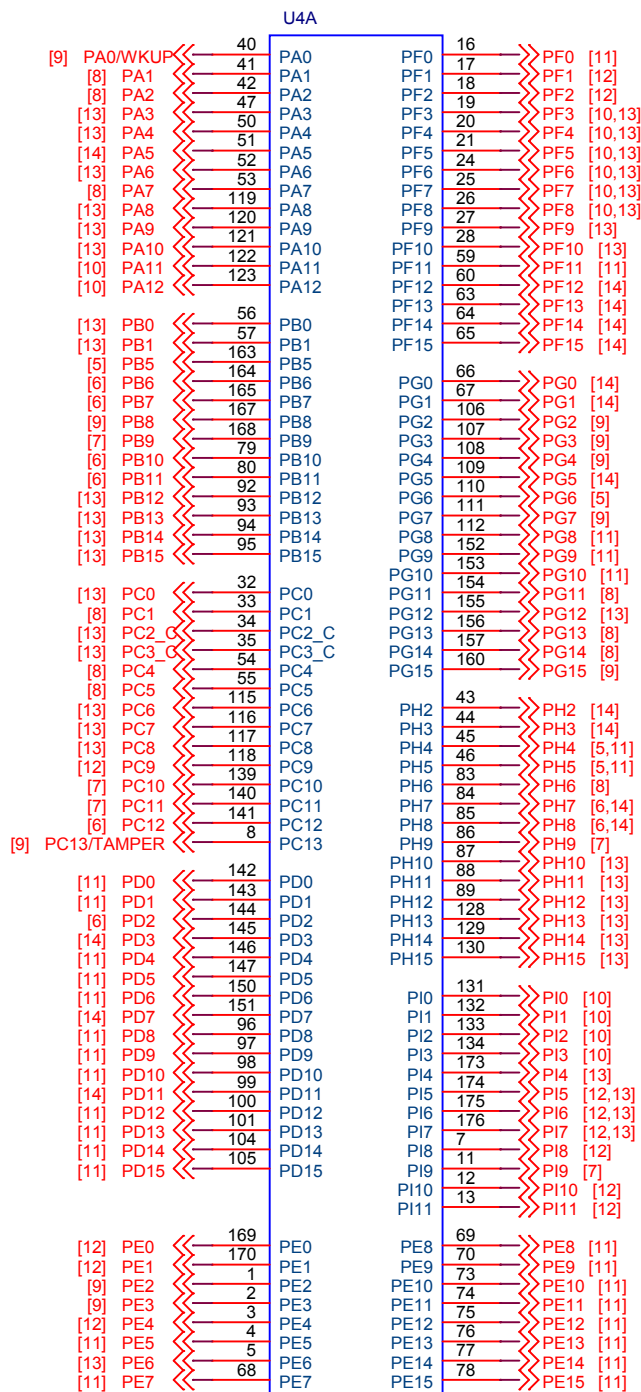 U4A
[9] PA0/WKUP 40 PA0 PF0 16 PF0 [11]
[8] PA1 41 PA1 PF1 17 PF1 [12]
[8] PA2 42 PA2 PF2 18 PF2 [12]
[13] PA3 47 PA3 PF3 19 PF3 [10,13]
[13] PA4 50 PA4 PF4 20 PF4 [10,13]
[14] PA5 51 PA5 PF5 21 PF5 [10,13]
[13] PA6 52 PA6 PF6 24 PF6 [10,13]
[8] PA7 53 PA7 PF7 25 PF7 [10,13]
[13] PA8 119 PA8 PF8 26 PF8 [10,13]
[13] PA9 120 PA9 PF9 27 PF9 [13]
[13] PA10 121 PA10 PF10 28 PF10 [13]
[10] PA11 122 PA11 PF11 59 PF11 [11]
[10] PA12 123 PA12 PF12 60 PF12 [14]
PF13 63 PF13 [14]
[13] PB0 56 PB0 PF14 64 PF14 [14]
[13] PB1 57 PB1 PF15 65 PF15 [14]
[5] PB5 163 PB5
[6] PB6 164 PB6 PG0 66 PG0 [14]
[6] PB7 165 PB7 PG1 67 PG1 [14]
[9] PB8 167 PB8 PG2 106 PG2 [9]
[7] PB9 168 PB9 PG3 107 PG3 [9]
[6] PB10 79 PB10 PG4 108 PG4 [9]
[6] PB11 80 PB11 PG5 109 PG5 [14]
[13] PB12 92 PB12 PG6 110 PG6 [5]
[13] PB13 93 PB13 PG7 111 PG7 [9]
[13] PB14 94 PB14 PG8 112 PG8 [11]
[13] PB15 95 PB15 PG9 152 PG9 [11]
PG10 153 PG10 [11]
[13] PC0 32 PC0 PG11 154 PG11 [8]
[8] PC1 33 PC1 PG12 155 PG12 [13]
[13] PC2_C 34 PC2_C PG13 156 PG13 [8]
[13] PC3_C 35 PC3_C PG14 157 PG14 [8]
[8] PC4 54 PC4 PG15 160 PG15 [9]
[8] PC5 55 PC5
[13] PC6 115 PC6 PH2 43 PH2 [14]
[13] PC7 116 PC7 PH3 44 PH3 [14]
[13] PC8 117 PC8 PH4 45 PH4 [5,11]
[12] PC9 118 PC9 PH5 46 PH5 [5,11]
[7] PC10 139 PC10 PH6 83 PH6 [8]
[7] PC11 140 PC11 PH7 84 PH7 [6,14]
[6] PC12 141 PC12 PH8 85 PH8 [6,14]
[9] PC13/TAMPER 8 PC13 PH9 86 PH9 [7]
PH10 87 PH10 [13]
[11] PD0 142 PD0 PH11 88 PH11 [13]
[11] PD1 143 PD1 PH12 89 PH12 [13]
[6] PD2 144 PD2 PH13 128 PH13 [13]
[14] PD3 145 PD3 PH14 129 PH14 [13]
[11] PD4 146 PD4 PH15 130 PH15 [13]
[11] PD5 147 PD5
[11] PD6 150 PD6 PI0 131 PI0 [10]
[14] PD7 151 PD7 PI1 132 PI1 [10]
[11] PD8 96 PD8 PI2 133 PI2 [10]
[11] PD9 97 PD9 PI3 134 PI3 [10]
[11] PD10 98 PD10 PI4 173 PI4 [13]
[14] PD11 99 PD11 PI5 174 PI5 [12,13]
[11] PD12 100 PD12 PI6 175 PI6 [12,13]
[11] PD13 101 PD13 PI7 176 PI7 [12,13]
[11] PD14 104 PD14 PI8 7 PI8 [12]
[11] PD15 105 PD15 PI9 11 PI9 [7]
PI10 12 PI10 [12]
PI11 13 PI11 [12]
[12] PE0 169 PE0 PE8 69 PE8 [11]
[12] PE1 170 PE1 PE9 70 PE9 [11]
[9] PE2 1 PE2 PE10 73 PE10 [11]
[9] PE3 2 PE3 PE11 74 PE11 [11]
[12] PE4 3 PE4 PE12 75 PE12 [11]
[11] PE5 4 PE5 PE13 76 PE13 [11]
[13] PE6 5 PE6 PE14 77 PE14 [11]
[11] PE7 68 PE7 PE15 78 PE15 [11]